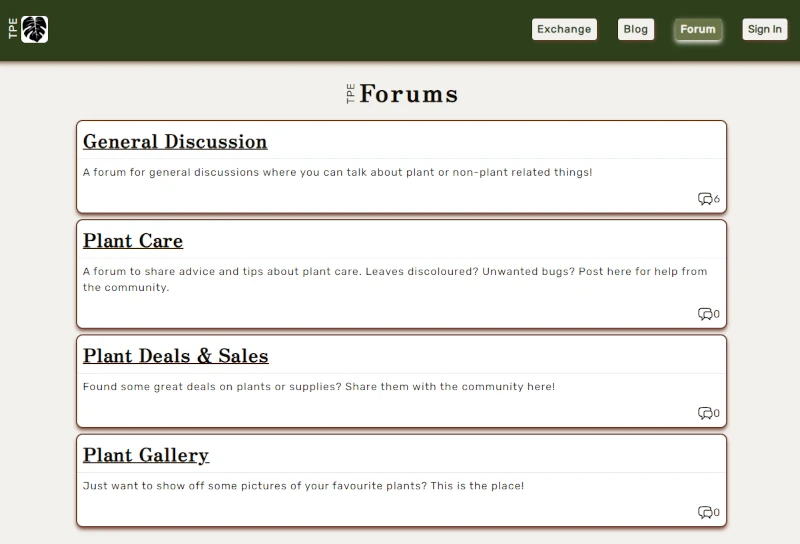 TPE
Exchange
Blog
Forum
Sign In
TPE Forums
General Discussion
A forum for general discussions where you can talk about plant or non-plant related things!
6
Plant Care
A forum to share advice and tips about plant care. Leaves discoloured? Unwanted bugs? Post here for help from
the community.
0
Plant Deals & Sales
Found some great deals on plants or supplies? Share them with the community here!
0
Plant Gallery
Just want to show off some pictures of your favourite plants? This is the place!
0